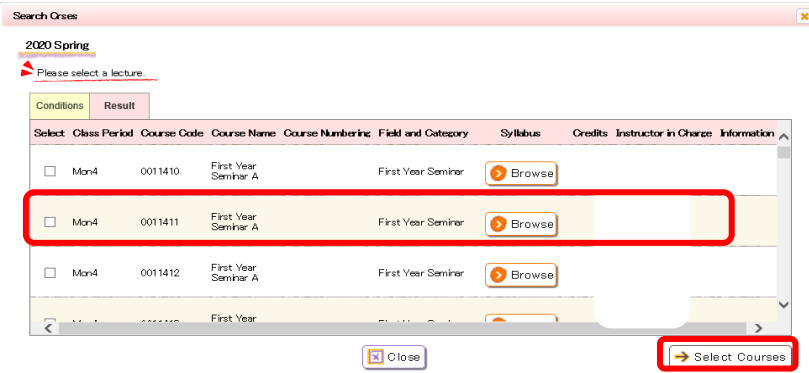 Search Crses
2020 Spring
Please select a lecture.
Conditions Result
Select Class Period Course Code Course Name Course Numbering Field and Category Syllabus Credits Instructor in Charge Information
Mon4 0011410 First Year Seminar A First Year Seminar Browse
Mon4 0011411 First Year Seminar A First Year Seminar Browse
Mon4 0011412 First Year Seminar A First Year Seminar Browse
First Year
Close Select Courses